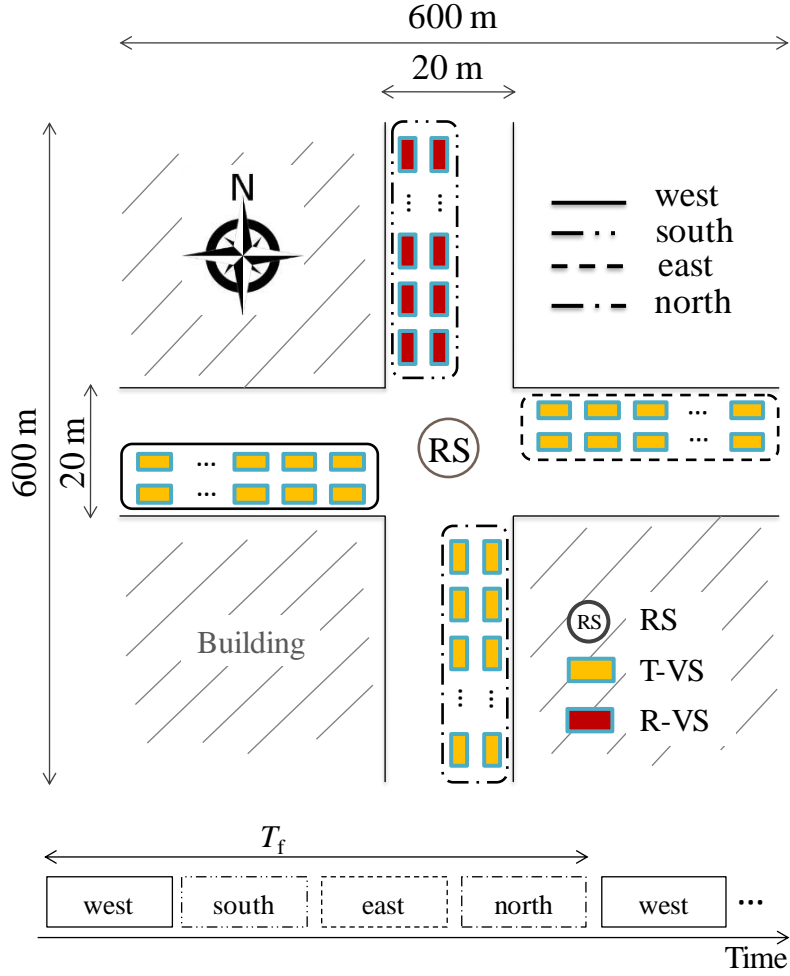 600 m
20 m
N
west
south
east
north
...
...
600 m
20 m
RS
...
...
...
...
Building
...
...
RS
RS
T-VS
R-VS
Tf
west
south
east
north
west
...
Time